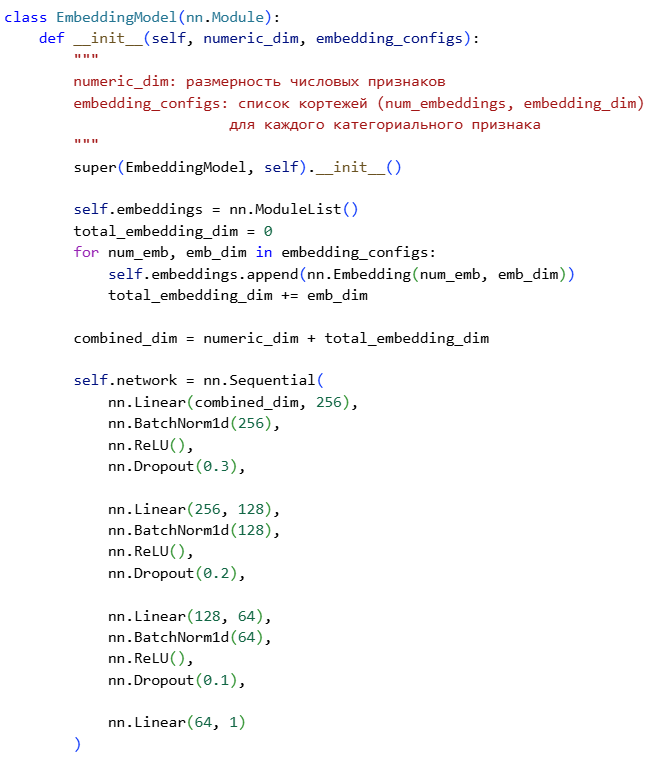 class EmbeddingModel(nn.Module):
    def __init__(self, numeric_dim, embedding_configs):
        """
        numeric_dim: размерность числовых признаков
        embedding_configs: список кортежей (num_embeddings, embedding_dim)
                          для каждого категориального признака
        """
        super(EmbeddingModel, self).__init__()

        self.embeddings = nn.ModuleList()
        total_embedding_dim = 0
        for num_emb, emb_dim in embedding_configs:
            self.embeddings.append(nn.Embedding(num_emb, emb_dim))
            total_embedding_dim += emb_dim

        combined_dim = numeric_dim + total_embedding_dim

        self.network = nn.Sequential(
            nn.Linear(combined_dim, 256),
            nn.BatchNorm1d(256),
            nn.ReLU(),
            nn.Dropout(0.3),

            nn.Linear(256, 128),
            nn.BatchNorm1d(128),
            nn.ReLU(),
            nn.Dropout(0.2),

            nn.Linear(128, 64),
            nn.BatchNorm1d(64),
            nn.ReLU(),
            nn.Dropout(0.1),

            nn.Linear(64, 1)
        )